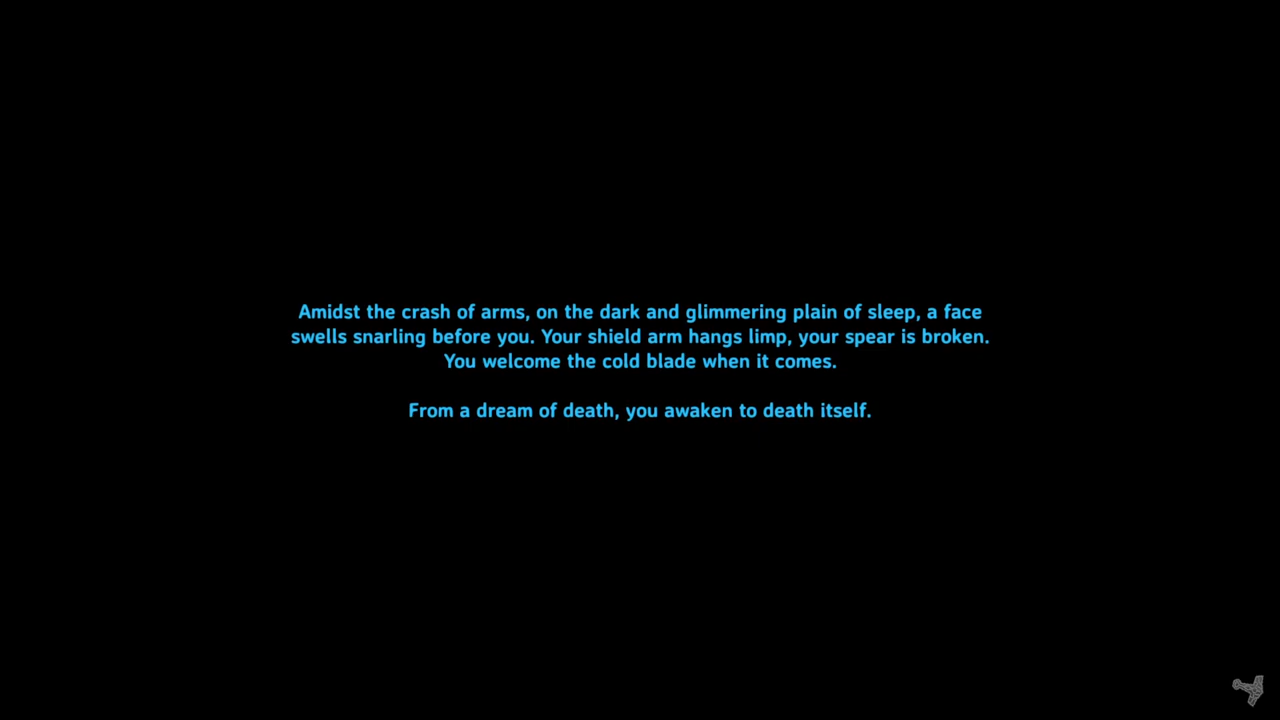 Amidst the crash of arms, on the dark and glimmering plain of sleep, a face
swells snarling before you. Your shield arm hangs limp, your spear is broken.
You welcome the cold blade when it comes.
From a dream of death, you awaken to death itself.